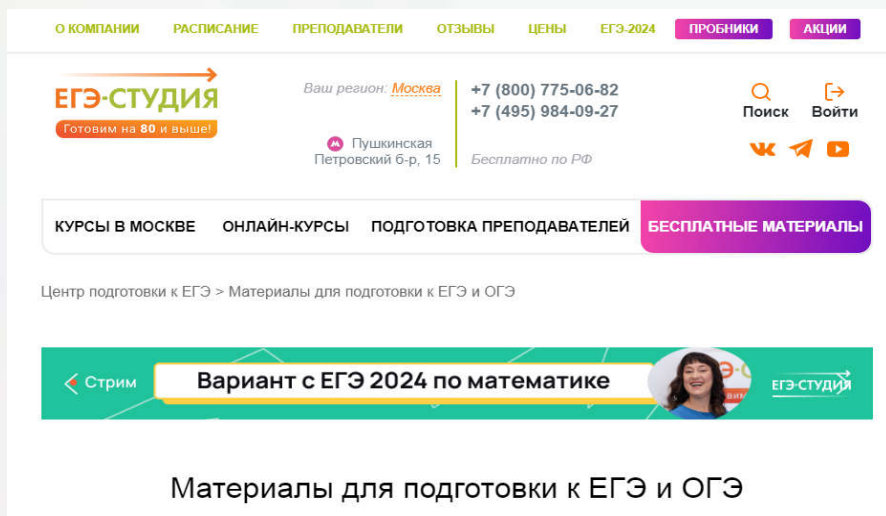 О КОМПАНИИ РАСПИСАНИЕ ПРЕПОДАВАТЕЛИ ОТЗЫВЫ ЦЕНЫ ЕГЭ-2024 ПРОБНИКИ АКЦИИ
ЕГЭ-СТУДИЯ
Готовим на 80 и выше!
Ваш регион: Москва
Пушкинская
Петровский б-р, 15
+7 (800) 775-06-82
+7 (495) 984-09-27
Бесплатно по РФ
Поиск Войти
КУРСЫ В МОСКВЕ ОНЛАЙН-КУРСЫ ПОДГОТОВКА ПРЕПОДАВАТЕЛЕЙ БЕСПЛАТНЫЕ МАТЕРИАЛЫ
Центр подготовки к ЕГЭ > Материалы для подготовки к ЕГЭ и ОГЭ
Стрим Вариант с ЕГЭ 2024 по математике ЕГЭ-СТУДИЯ
Материалы для подготовки к ЕГЭ и ОГЭ